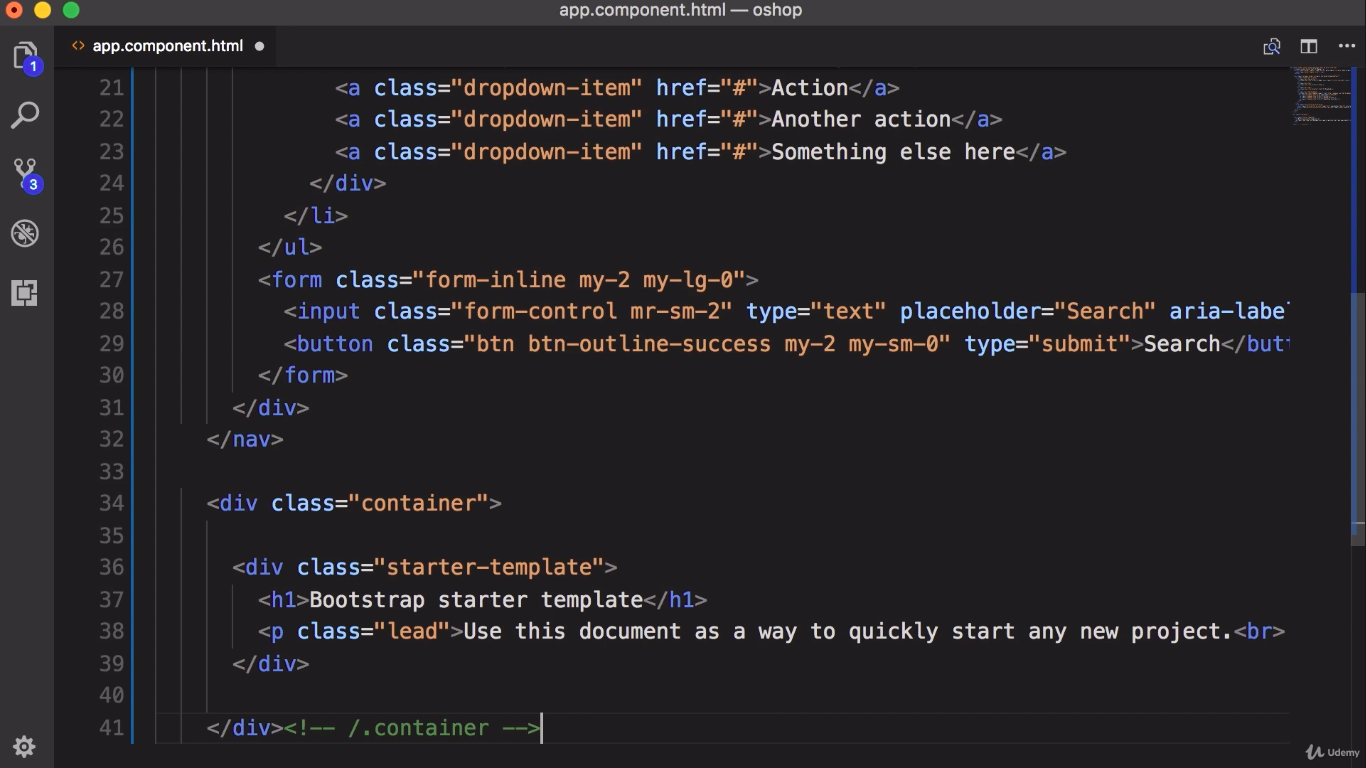 app.component.html — oshop
<> app.component.html ●
1
3
21 <a class="dropdown-item" href="#">Action</a>
22 <a class="dropdown-item" href="#">Another action</a>
23 <a class="dropdown-item" href="#">Something else here</a>
24 </div>
25 </li>
26 </ul>
27 <form class="form-inline my-2 my-lg-0">
28 <input class="form-control mr-sm-2" type="text" placeholder="Search" aria-label
29 <button class="btn btn-outline-success my-2 my-sm-0" type="submit">Search</butt
30 </form>
31 </div>
32 </nav>
33
34 <div class="container">
35
36 <div class="starter-template">
37 <h1>Bootstrap starter template</h1>
38 <p class="lead">Use this document as a way to quickly start any new project.<br>
39 </div>
40
41 </div><!-- /.container -->
Udemy